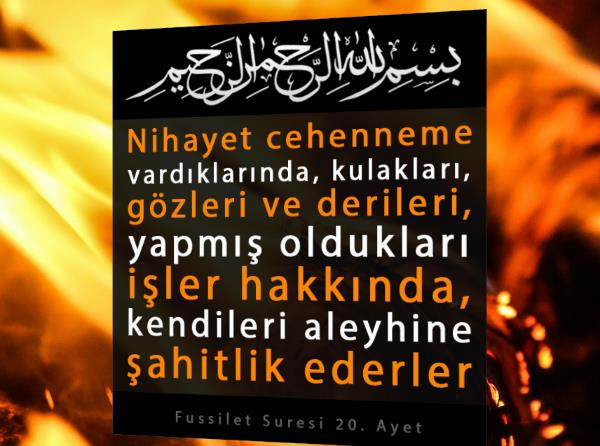 بسم الله الرحمن الرحيم
Nihayet cehenneme
vardıklarında, kulakları,
gözleri ve derileri,
yapmış oldukları
işler hakkında,
kendileri aleyhine
şahitlik ederler
Fussilet Suresi 20. Ayet